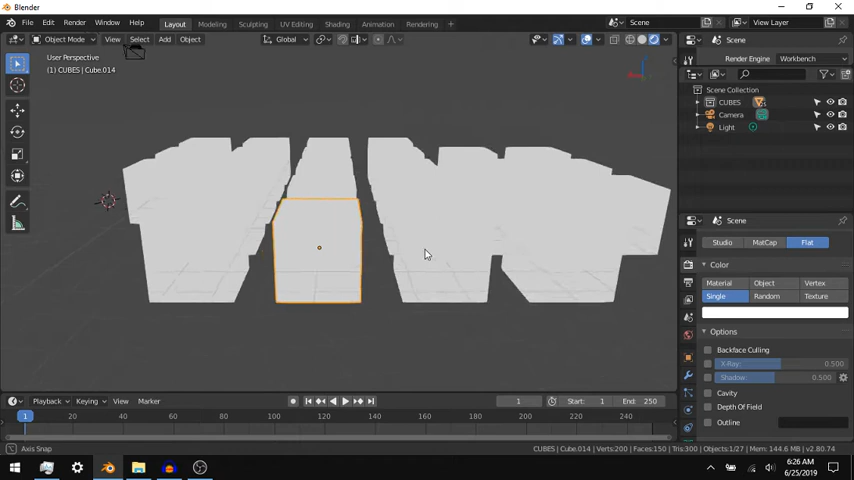 Blender
File Edit Render Window Help Layout Modeling Sculpting UV Editing Shading Animation Rendering Scene View Layer
Object Mode View Select Add Object Global Scene
User Perspective
(1) CUBES | Cube.014
Render Engine Workbench
Scene Collection
CUBES
Camera
Light
Scene
Studio MatCap Flat
Color
Material Object Vertex
Single Random Texture
Options
Backface Culling
X-Ray: 0.500
Shadow: 0.500
Cavity
Depth Of Field
Outline
Playback Keying View Marker 1 Start: 1 End: 250
1 20 40 60 80 100 120 140 160 180 200 220 240
Axis Snap CUBES | Cube.014 | Verts:200 | Faces:150 | Tris:300 | Objects:1/27 | Mem: 144.6 MB | v2.80.74
6:26 AM
6/25/2019